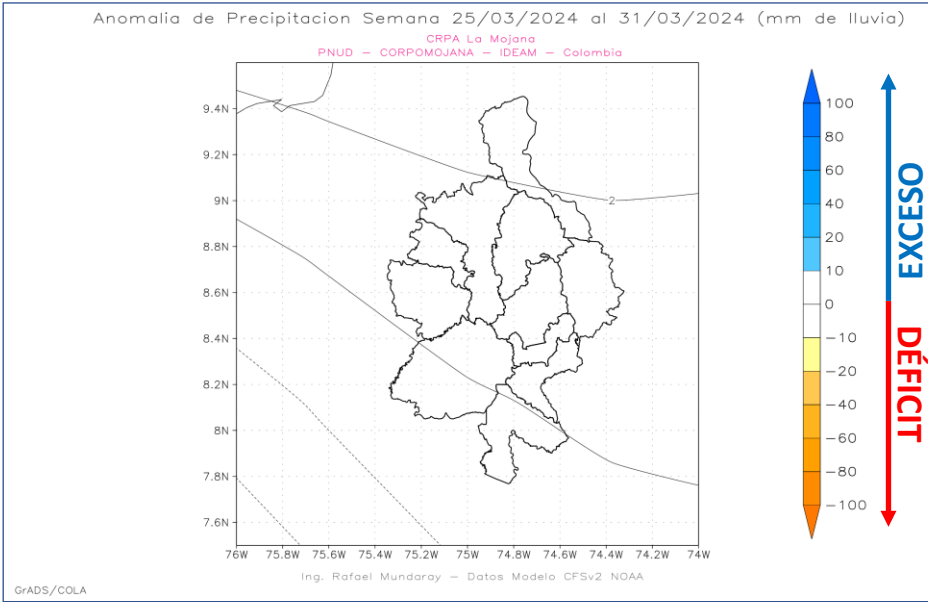 Anomalia de Precipitacion Semana 25/03/2024 al 31/03/2024 (mm de lluvia)
CRPA La Mojana
PNUD – CORPOMOJANA – IDEAM – Colombia
9.4N
9.2N
9N
8.8N
8.6N
8.4N
8.2N
8N
7.8N
7.6N
2
76W 75.8W 75.6W 75.4W 75.2W 75W 74.8W 74.6W 74.4W 74.2W 74W
100
80
60
40
20
10
0
−10
−20
−40
−60
−80
−100
EXCESO
DÉFICIT
Ing. Rafael Mundaray – Datos Modelo CFSv2 NOAA
GrADS/COLA